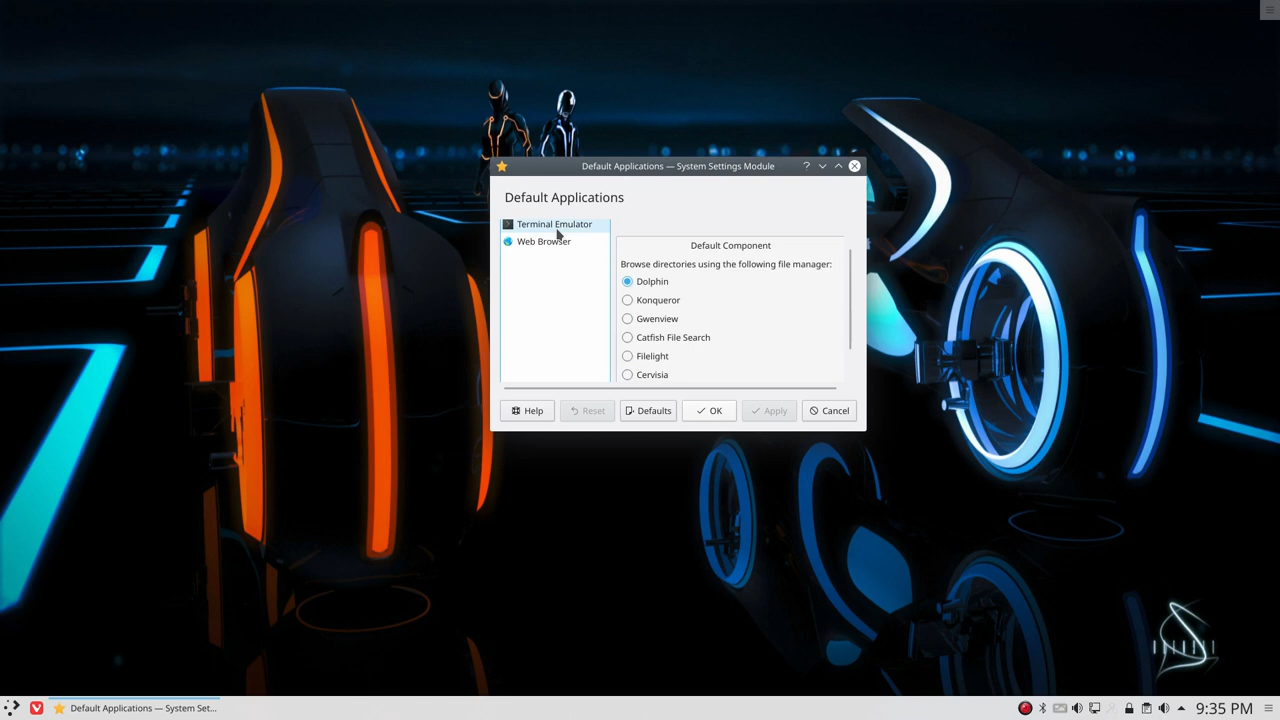 Default Applications — System Settings Module
Default Applications
Terminal Emulator
Web Browser
Default Component
Browse directories using the following file manager:
Dolphin
Konqueror
Gwenview
Catfish File Search
Filelight
Cervisia
Help
Reset
Defaults
OK
Apply
Cancel
Default Applications — System Set...
9:35 PM